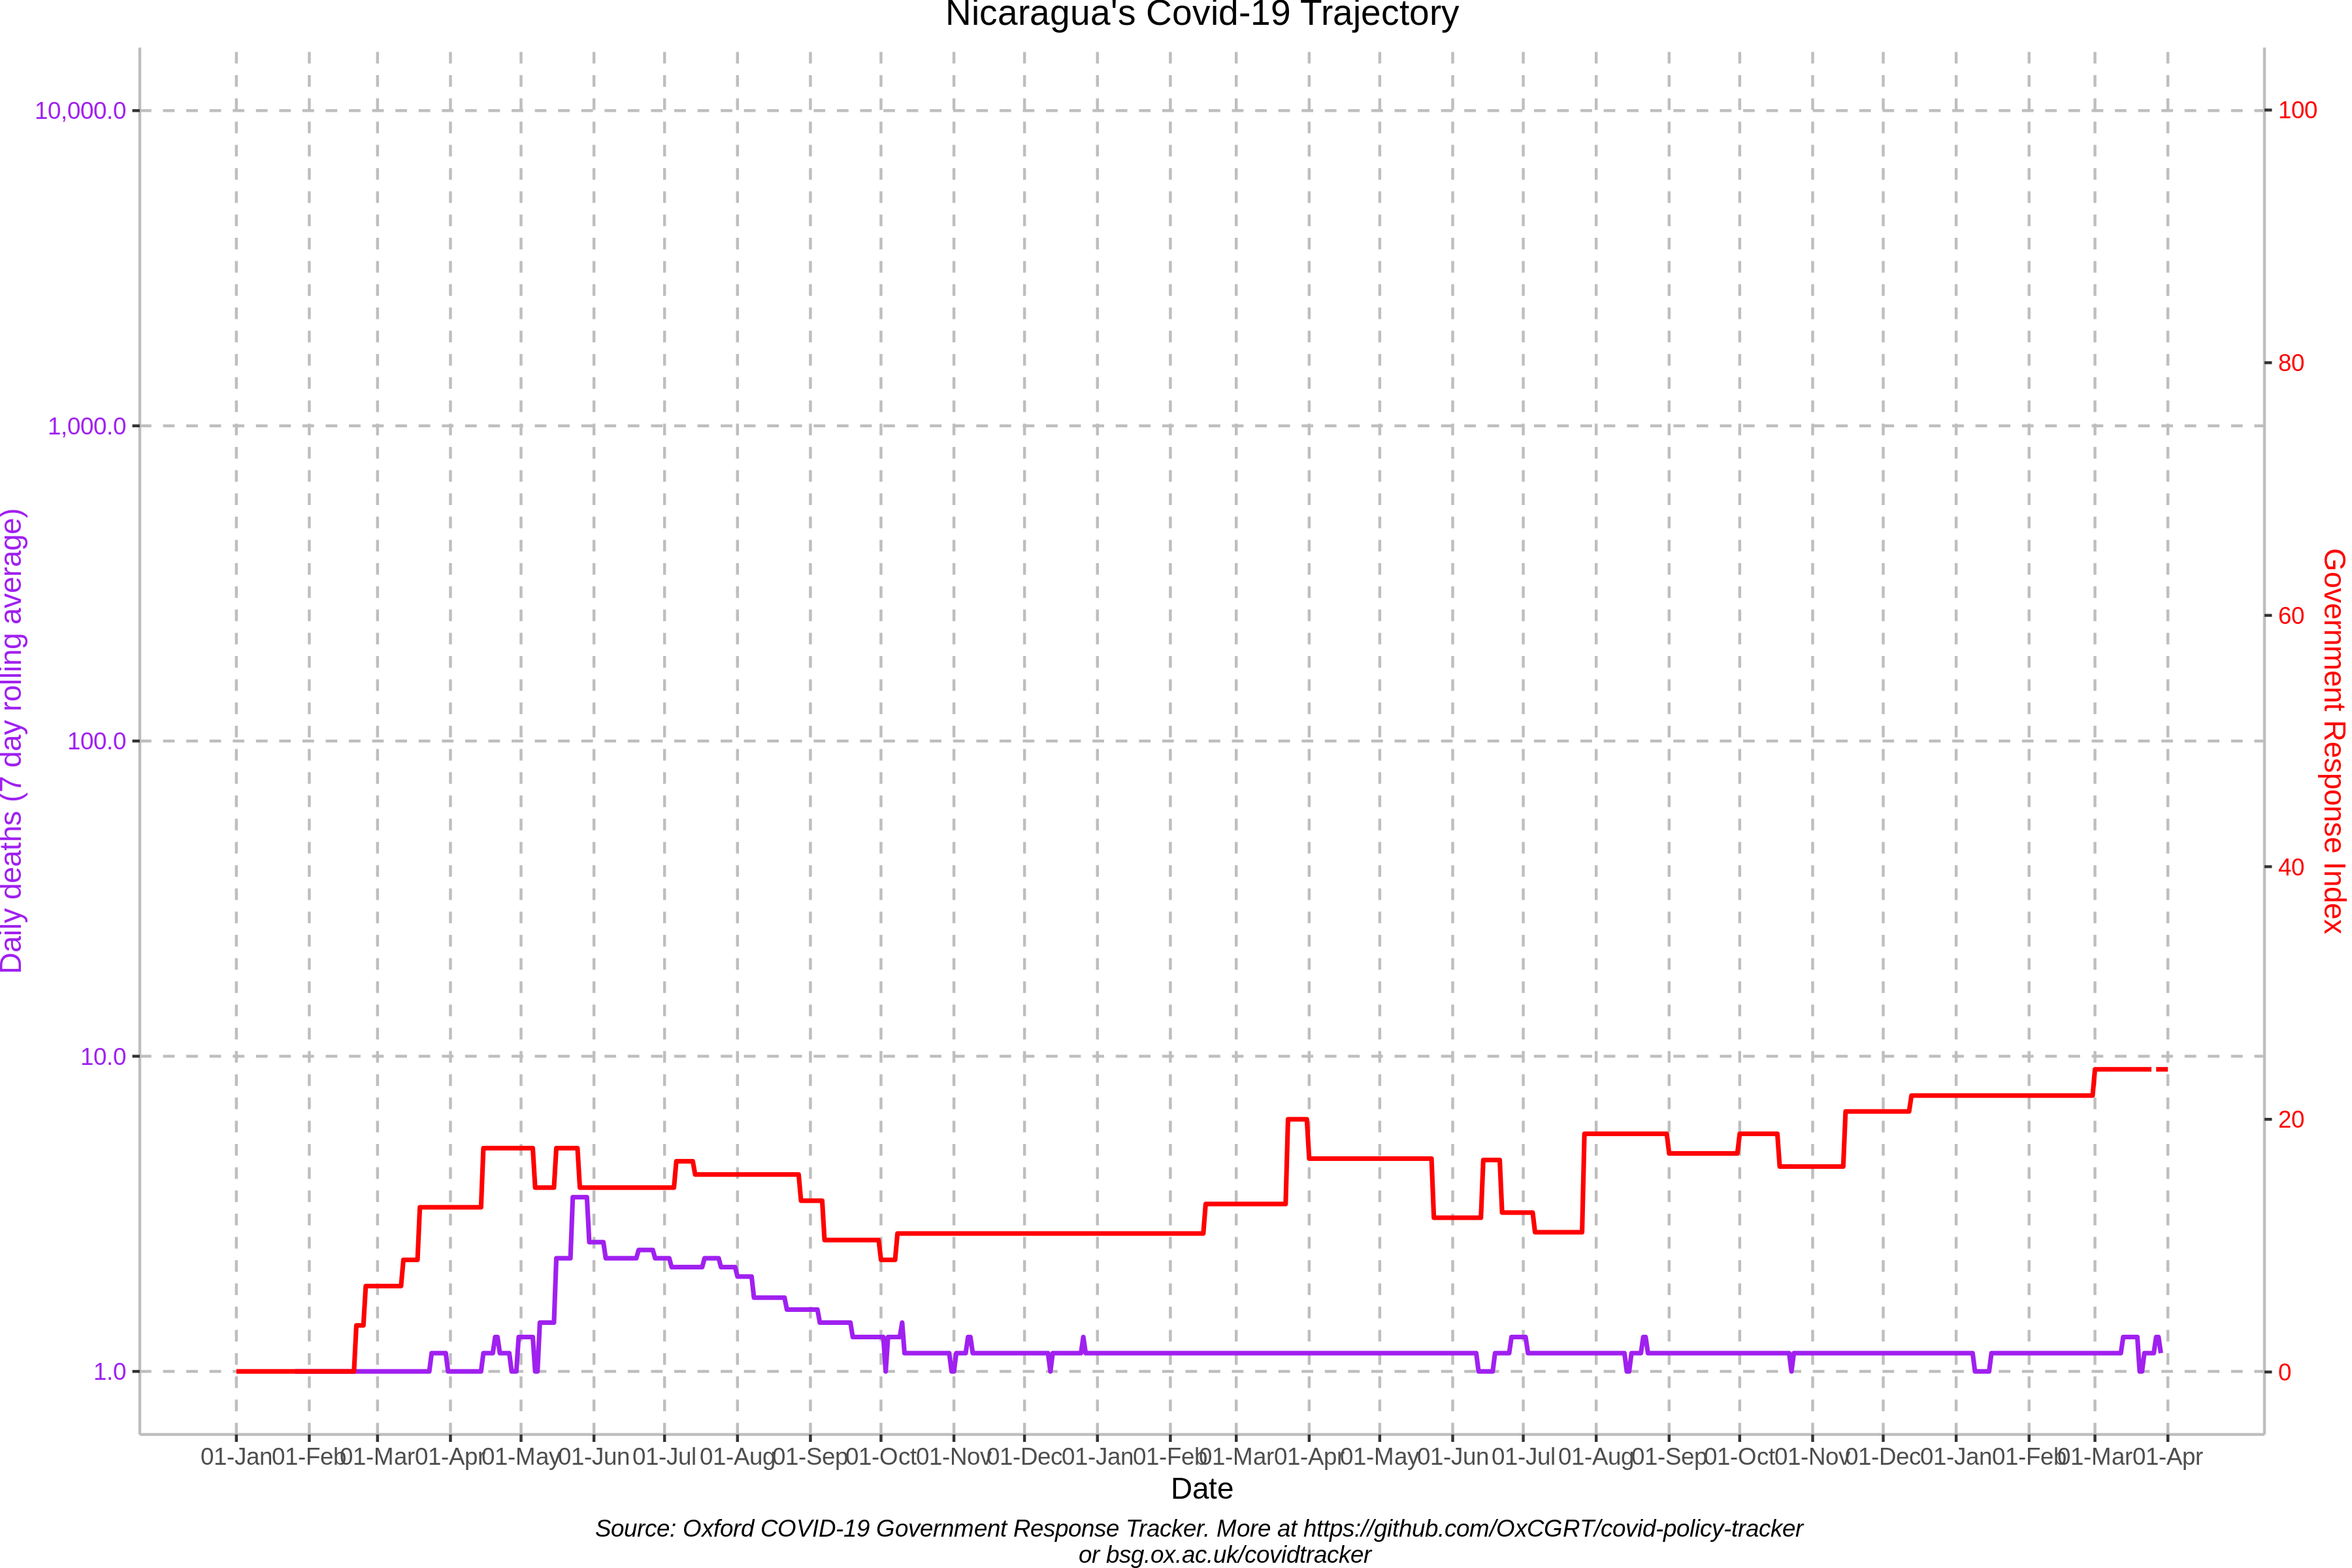 Nicaragua's Covid-19 Trajectory
10,000.0
1,000.0
100.0
10.0
1.0
Daily deaths (7 day rolling average)
100
80
60
40
20
0
Government Response Index
01-Jan 01-Feb 01-Mar 01-Apr 01-May 01-Jun 01-Jul 01-Aug 01-Sep 01-Oct 01-Nov 01-Dec 01-Jan 01-Feb 01-Mar 01-Apr 01-May 01-Jun 01-Jul 01-Aug 01-Sep 01-Oct 01-Nov 01-Dec 01-Jan 01-Feb 01-Mar 01-Apr
Date
Source: Oxford COVID-19 Government Response Tracker. More at https://github.com/OxCGRT/covid-policy-tracker
or bsg.ox.ac.uk/covidtracker